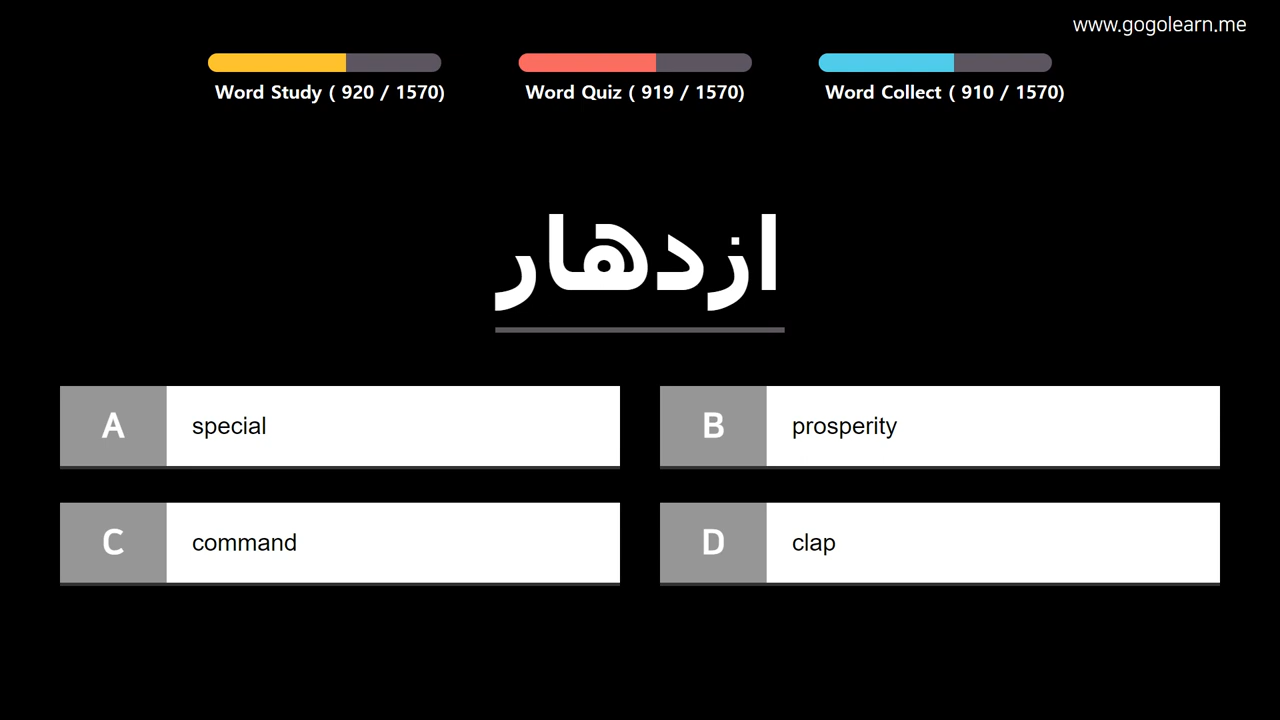 www.gogolearn.me
Word Study ( 920 / 1570)
Word Quiz ( 919 / 1570)
Word Collect ( 910 / 1570)
ازدهار
A special
B prosperity
C command
D clap